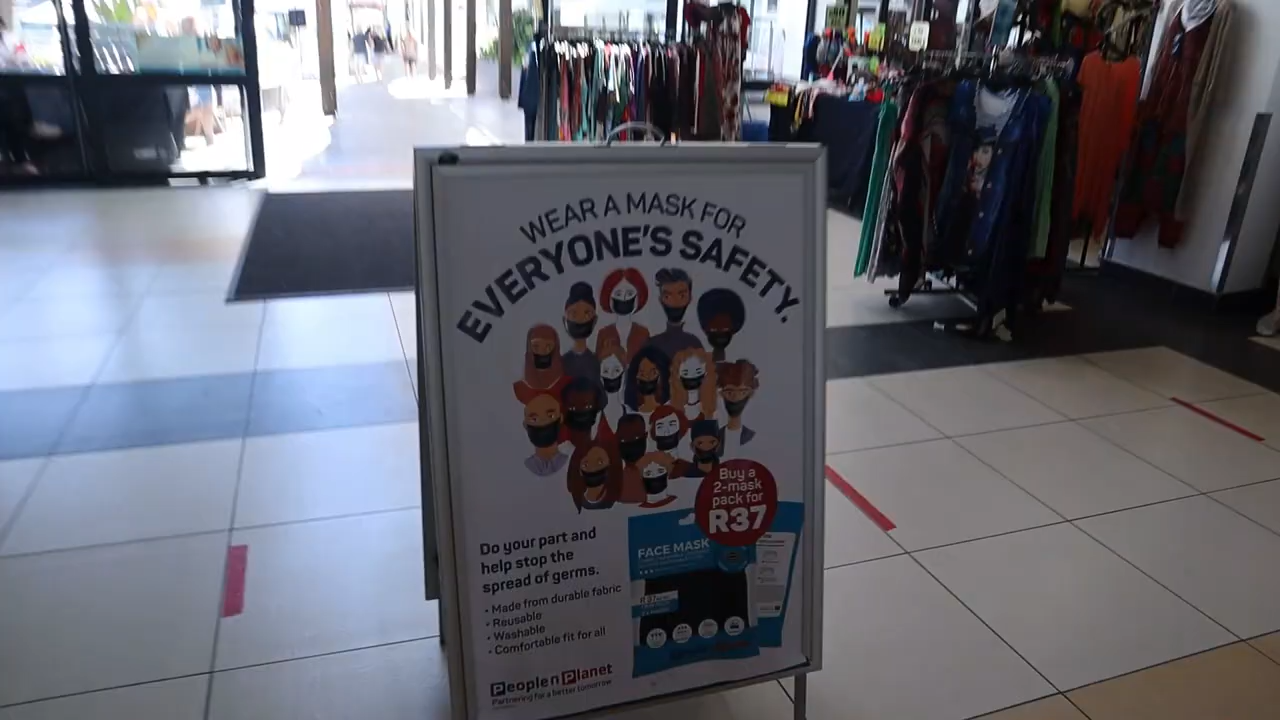 WEAR A MASK FOR
EVERYONE'S SAFETY.
Buy a
2-mask
pack for
R37
Do your part and
help stop the
spread of germs.
• Made from durable fabric
• Reusable
• Washable
• Comfortable fit for all
FACE MASK
PeoplenPlanet
Partnering for a better tomorrow